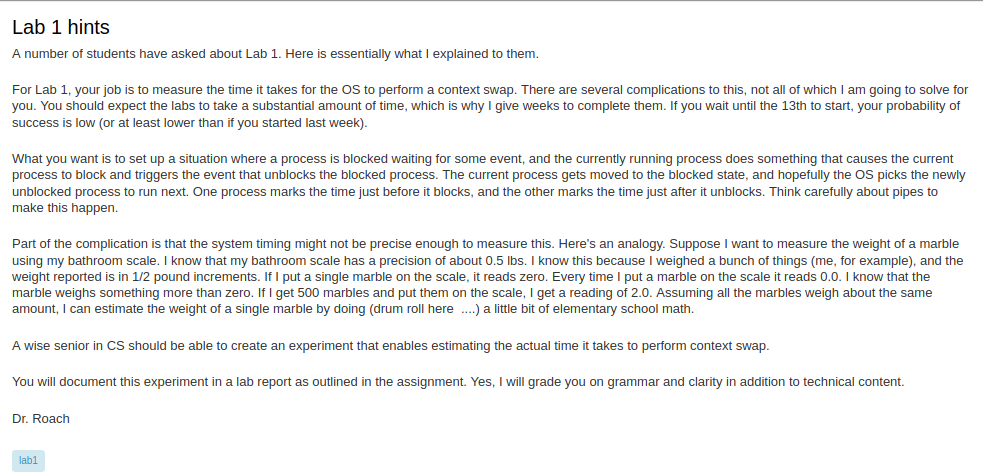 Lab 1 hints
A number of students have asked about Lab 1. Here is essentially what I explained to them.
For Lab 1, your job is to measure the time it takes for the OS to perform a context swap. There are several complications to this, not all of which I am going to solve for
you. You should expect the labs to take a substantial amount of time, which is why I give weeks to complete them. If you wait until the 13th to start, your probability of
success is low (or at least lower than if you started last week).
What you want is to set up a situation where a process is blocked waiting for some event, and the currently running process does something that causes the current
process to block and triggers the event that unblocks the blocked process. The current process gets moved to the blocked state, and hopefully the OS picks the newly
unblocked process to run next. One process marks the time just before it blocks, and the other marks the time just after it unblocks. Think carefully about pipes to
make this happen.
Part of the complication is that the system timing might not be precise enough to measure this. Here's an analogy. Suppose I want to measure the weight of a marble
using my bathroom scale. I know that my bathroom scale has a precision of about 0.5 lbs. I know this because I weighed a bunch of things (me, for example), and the
weight reported is in 1/2 pound increments. If I put a single marble on the scale, it reads zero. Every time I put a marble on the scale it reads 0.0. I know that the
marble weighs something more than zero. If I get 500 marbles and put them on the scale, I get a reading of 2.0. Assuming all the marbles weigh about the same
amount, I can estimate the weight of a single marble by doing (drum roll here  ....) a little bit of elementary school math.
A wise senior in CS should be able to create an experiment that enables estimating the actual time it takes to perform context swap.
You will document this experiment in a lab report as outlined in the assignment. Yes, I will grade you on grammar and clarity in addition to technical content.
Dr. Roach
lab1